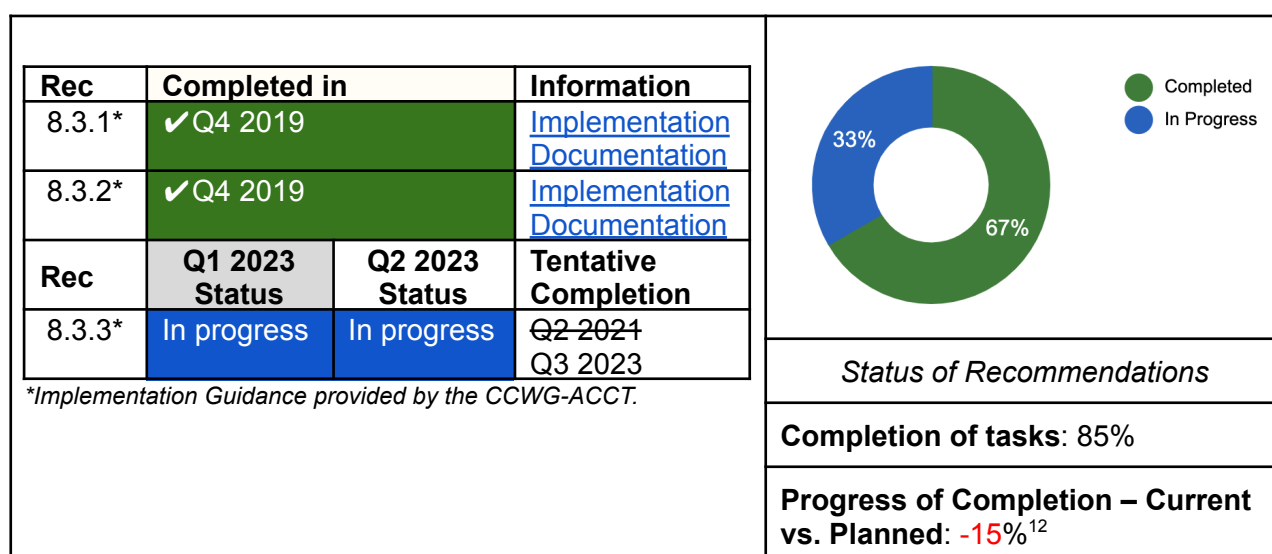 Rec Completed in Information
8.3.1* ✔Q4 2019 Implementation
Documentation
8.3.2* ✔Q4 2019 Implementation
Documentation
Rec Q1 2023 Status Q2 2023 Status Tentative Completion
8.3.3* In progress In progress Q2 2021
Q3 2023
*Implementation Guidance provided by the CCWG-ACCT.
Completed
In Progress
33%
67%
Status of Recommendations
Completion of tasks: 85%
Progress of Completion – Current
vs. Planned: -15%12